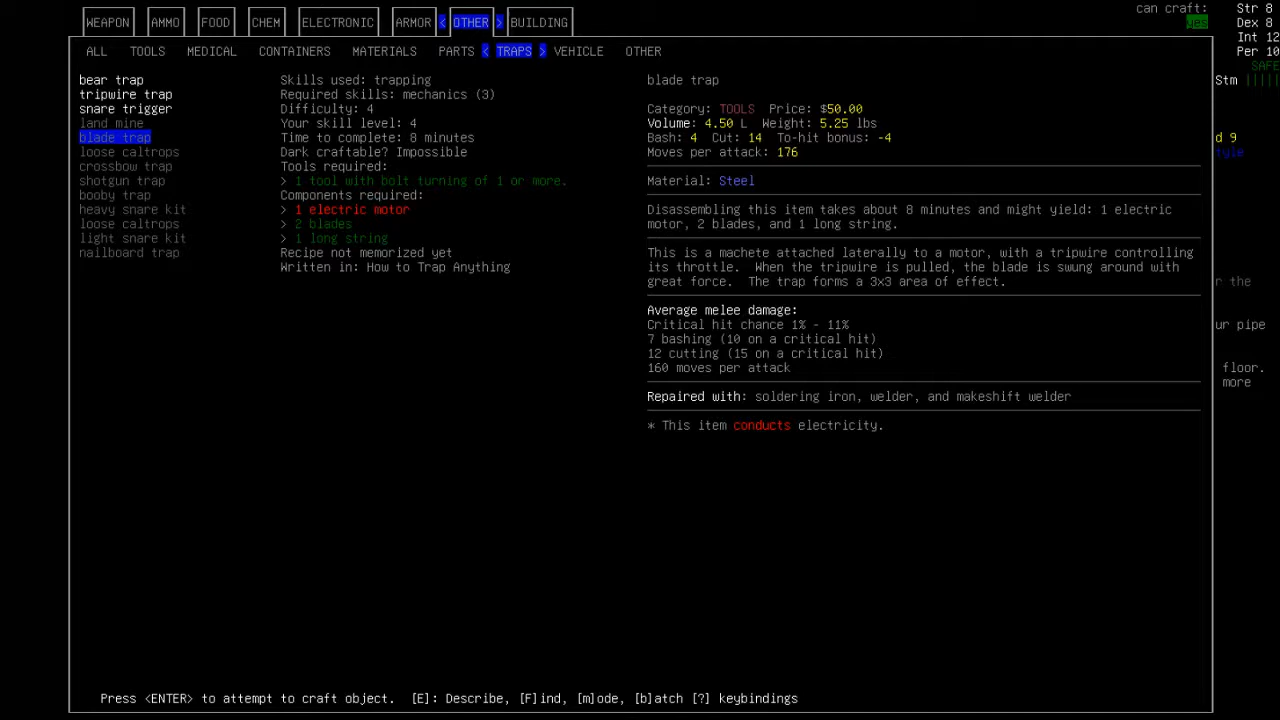 can craft: Str 8
WEAPON AMMO FOOD CHEM ELECTRONIC ARMOR < OTHER > BUILDING yes Dex 8
Int 12
ALL TOOLS MEDICAL CONTAINERS MATERIALS PARTS < TRAPS > VEHICLE OTHER Per 10
SAFE
bear trap Skills used: trapping blade trap Stm |||||
tripwire trap Required skills: mechanics (3)
snare trigger Difficulty: 4 Category: TOOLS Price: $50.00
land mine Your skill level: 4 Volume: 4.50 L Weight: 5.25 lbs
blade trap Time to complete: 8 minutes Bash: 4 Cut: 14 To-hit bonus: -4 d 9
loose caltrops Dark craftable? Impossible Moves per attack: 176 tyle
crossbow trap Tools required:
shotgun trap > 1 tool with bolt turning of 1 or more. Material: Steel
booby trap Components required:
heavy snare kit > 1 electric motor Disassembling this item takes about 8 minutes and might yield: 1 electric
loose caltrops > 2 blades motor, 2 blades, and 1 long string.
light snare kit > 1 long string
nailboard trap Recipe not memorized yet This is a machete attached laterally to a motor, with a tripwire controlling
Written in: How to Trap Anything its throttle. When the tripwire is pulled, the blade is swung around with
great force. The trap forms a 3x3 area of effect. r the
Average melee damage:
Critical hit chance 1% - 11% ur pipe
7 bashing (10 on a critical hit)
12 cutting (15 on a critical hit)
160 moves per attack floor.
more
Repaired with: soldering iron, welder, and makeshift welder
* This item conducts electricity.
Press <ENTER> to attempt to craft object. [E]: Describe, [F]ind, [m]ode, [b]atch [?] keybindings